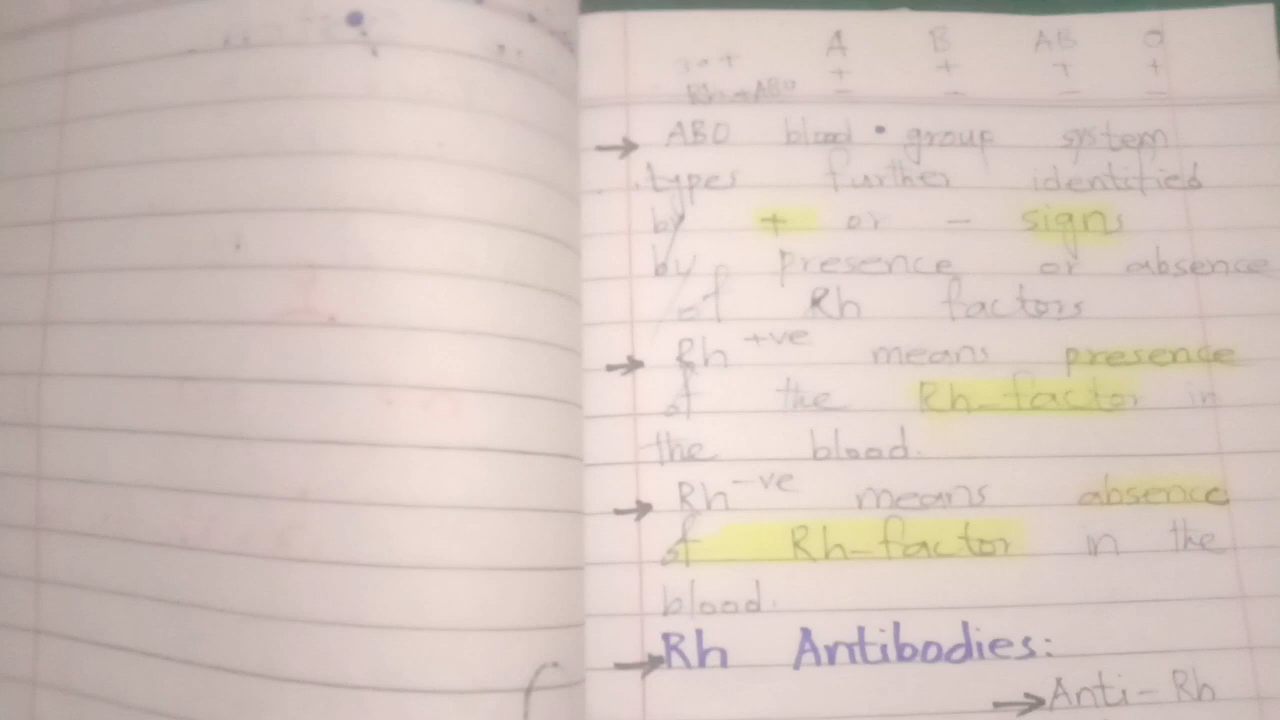 A B AB O
+ + + +
Rh ABO - - - -
→ ABO blood • group system
types further identified
by + or - signs
by presence or absence
of Rh factors
→ Rh +ve means presence
of the Rh-factor in
the blood.
→ Rh -ve means absence
of Rh-factor in the
blood.
→ Rh Antibodies:
→ Anti-Rh